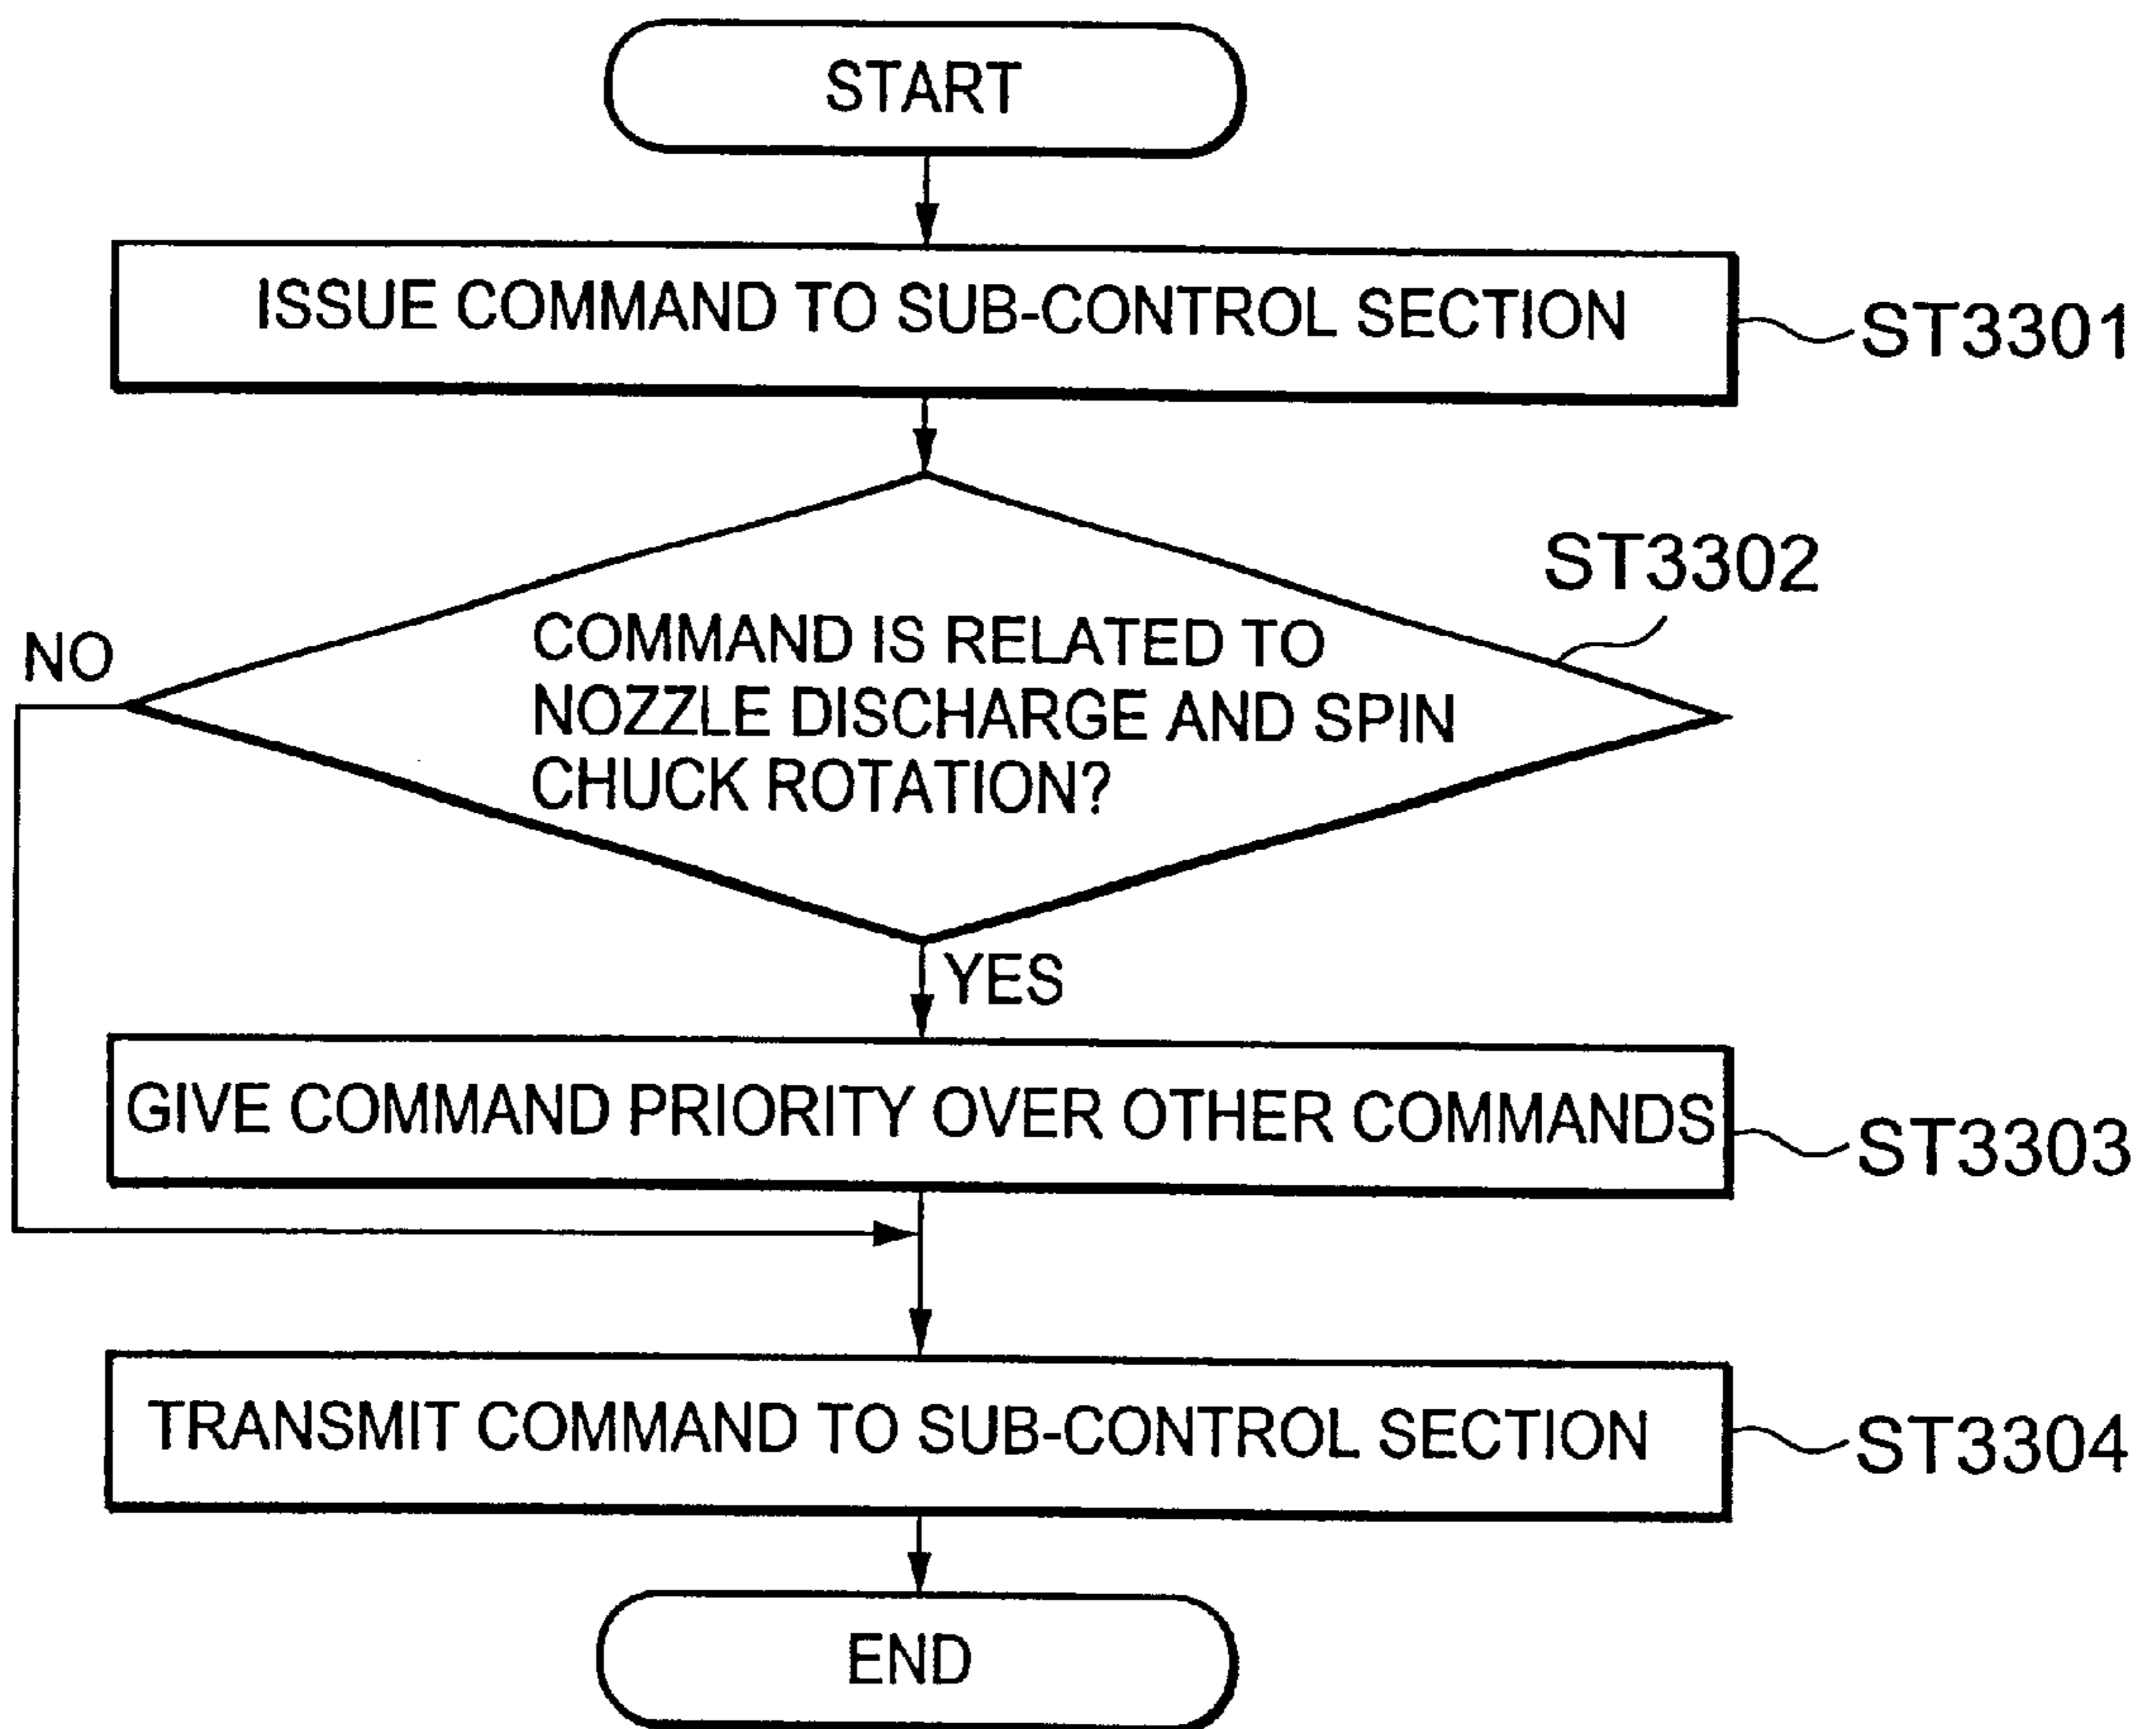 START
ISSUE COMMAND TO SUB-CONTROL SECTION
ST3301
ST3302
COMMAND IS RELATED TO
NOZZLE DISCHARGE AND SPIN
CHUCK ROTATION?
NO
YES
GIVE COMMAND PRIORITY OVER OTHER COMMANDS
ST3303
TRANSMIT COMMAND TO SUB-CONTROL SECTION
ST3304
END